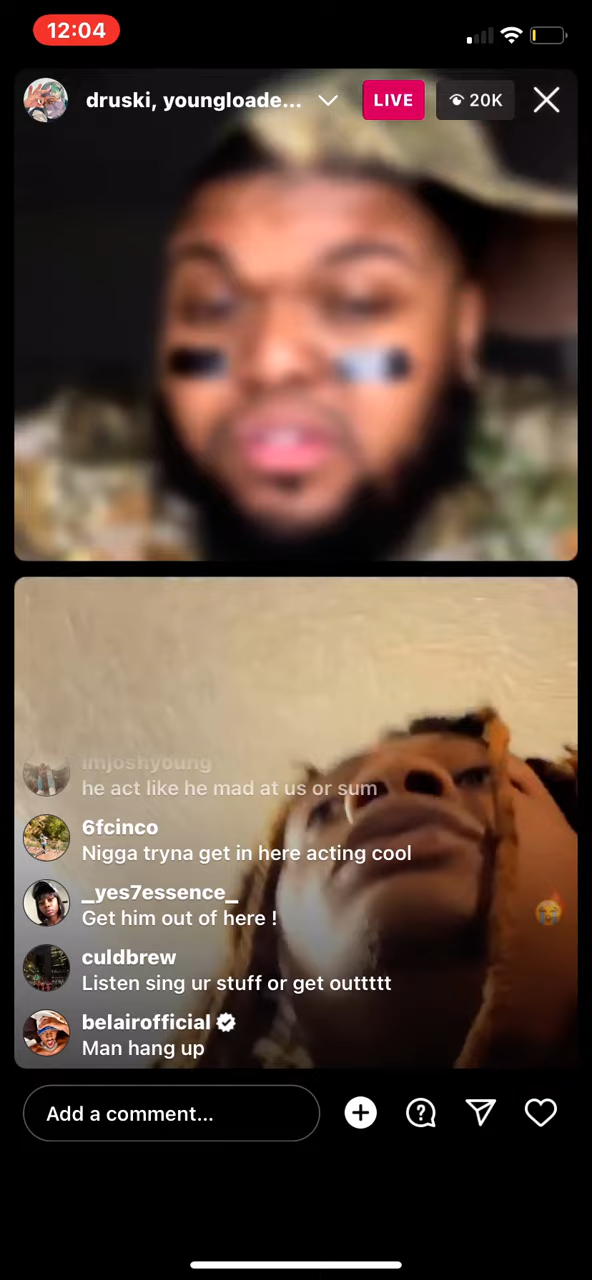 12:04
druski, youngloade...
LIVE
20K
imjoshyoung
he act like he mad at us or sum
6fcinco
Nigga tryna get in here acting cool
_yes7essence_
Get him out of here !
culdbrew
Listen sing ur stuff or get outtttt
belairofficial
Man hang up
Add a comment...